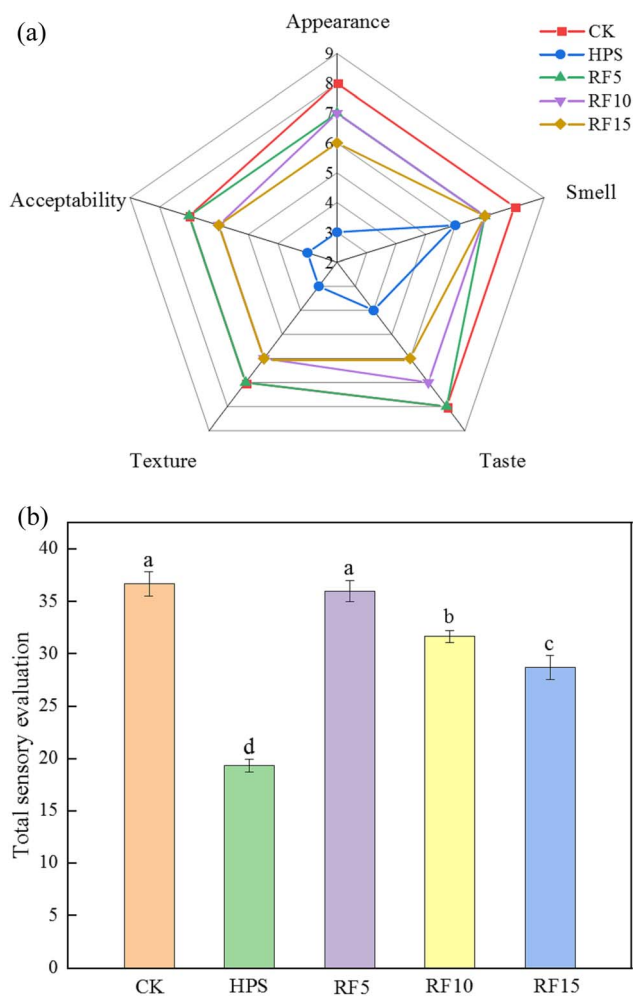 (a)
Appearance
CK
HPS
RF5
RF10
RF15
9
8
7
6
5
4
3
2
Acceptability
Smell
Texture
Taste
(b)
Total sensory evaluation
40
35
30
25
20
15
10
5
0
a
d
a
b
c
CK HPS RF5 RF10 RF15